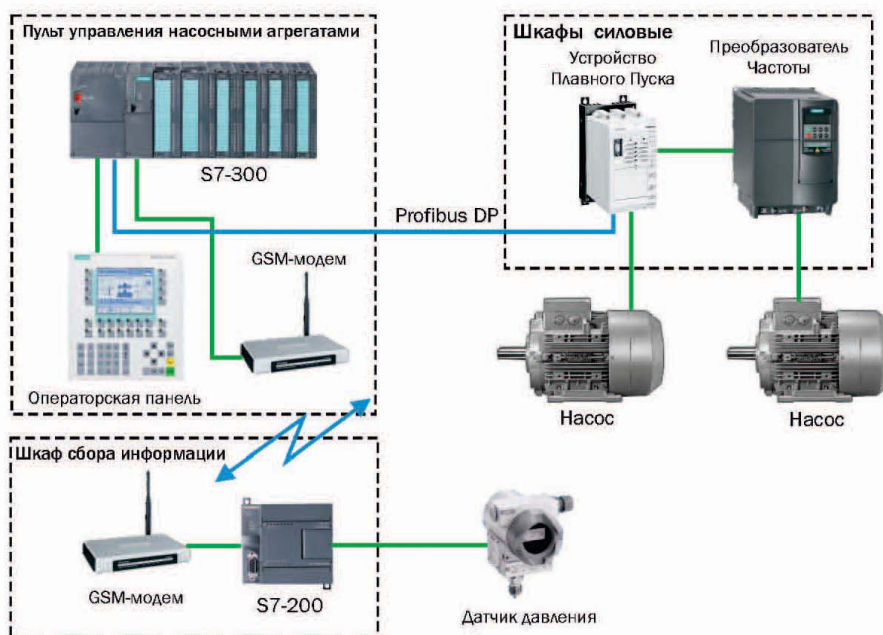 Пульт управления насосными агрегатами
S7-300
GSM-модем
Операторская панель
Profibus DP
Шкафы силовые
Устройство
Плавного Пуска
Преобразователь
Частоты
Насос
Насос
Шкаф сбора информации
GSM-модем
S7-200
Датчик давления